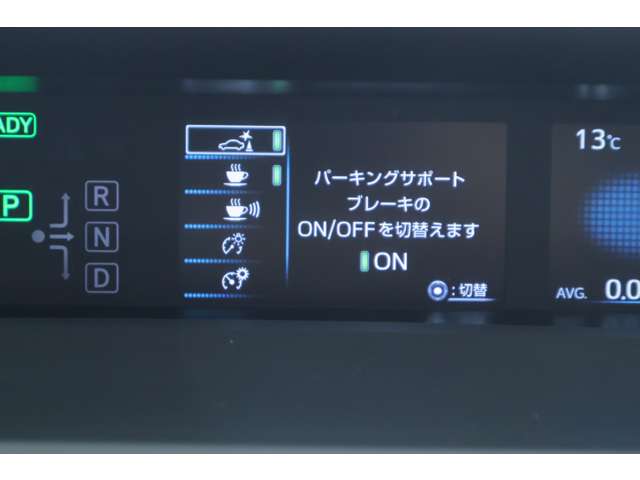 ADY
P
R
N
D
パーキングサポート
ブレーキの
ON/OFFを切替えます
ON
:切替
13℃
AVG. 0.0